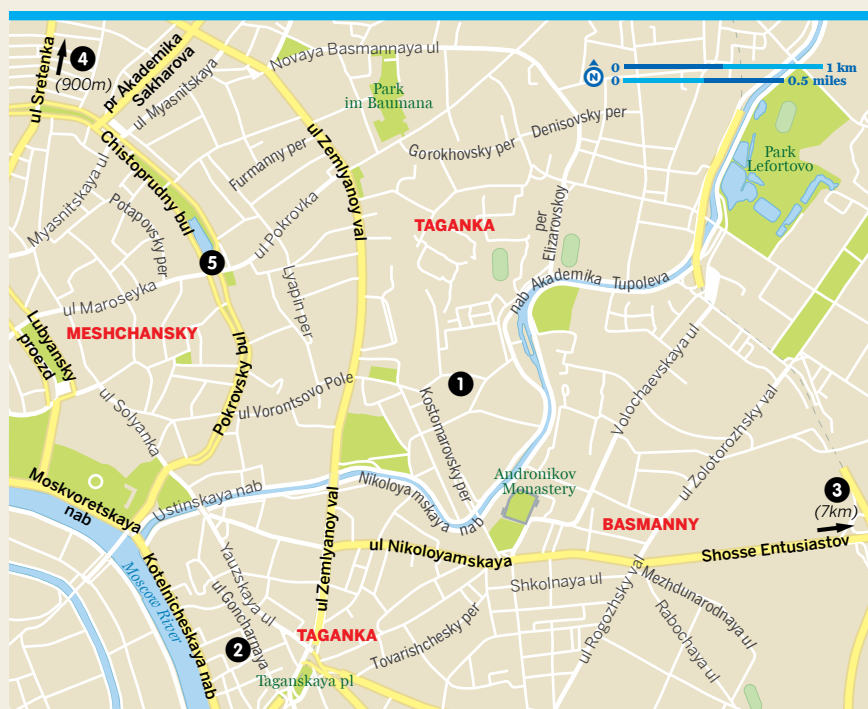 ul Sretenka
4
(900m)
pr Akademika
Sakharova
ul Myasnitskaya
Novaya Basmannaya ul
N
0
1 km
0
0.5 miles
Park
im Baumana
ul Zemlyanoy val
Denisovsky per
Gorokhovsky per
Park
Lefortovo
Chistoprudny bul
Furmanny per
Myasnitskaya ul
Potapovsky per
ul Pokrovka
TAGANKA
per
Elizarovskoy
5
Lyapin per
nab Akademika Tupoleva
ul Maroseyka
MESHCHANSKY
Lubyansky
proezd
Pokrovsky bul
1
Volochaevskaya ul
ul Vorontsovo Pole
Kostomarovsky per
ul Solyanka
ul Zolotorozhsky val
Moskvoretskaya
nab
Ustinskaya nab
Nikoloyamskaya nab
Andronikov
Monastery
3
(7km)
BASMANNY
ul Zemlyanoy val
ul Nikoloyamskaya
Shosse Entusiastov
Moscow River
Kotelnicheskaya nab
Yauzskaya ul
ul Goncharnaya
Shkolnaya ul
ul Rogozhsky val
Mezhdunarodnaya ul
Rabochaya ul
2
TAGANKA
Tovarishchesky per
Taganskaya pl